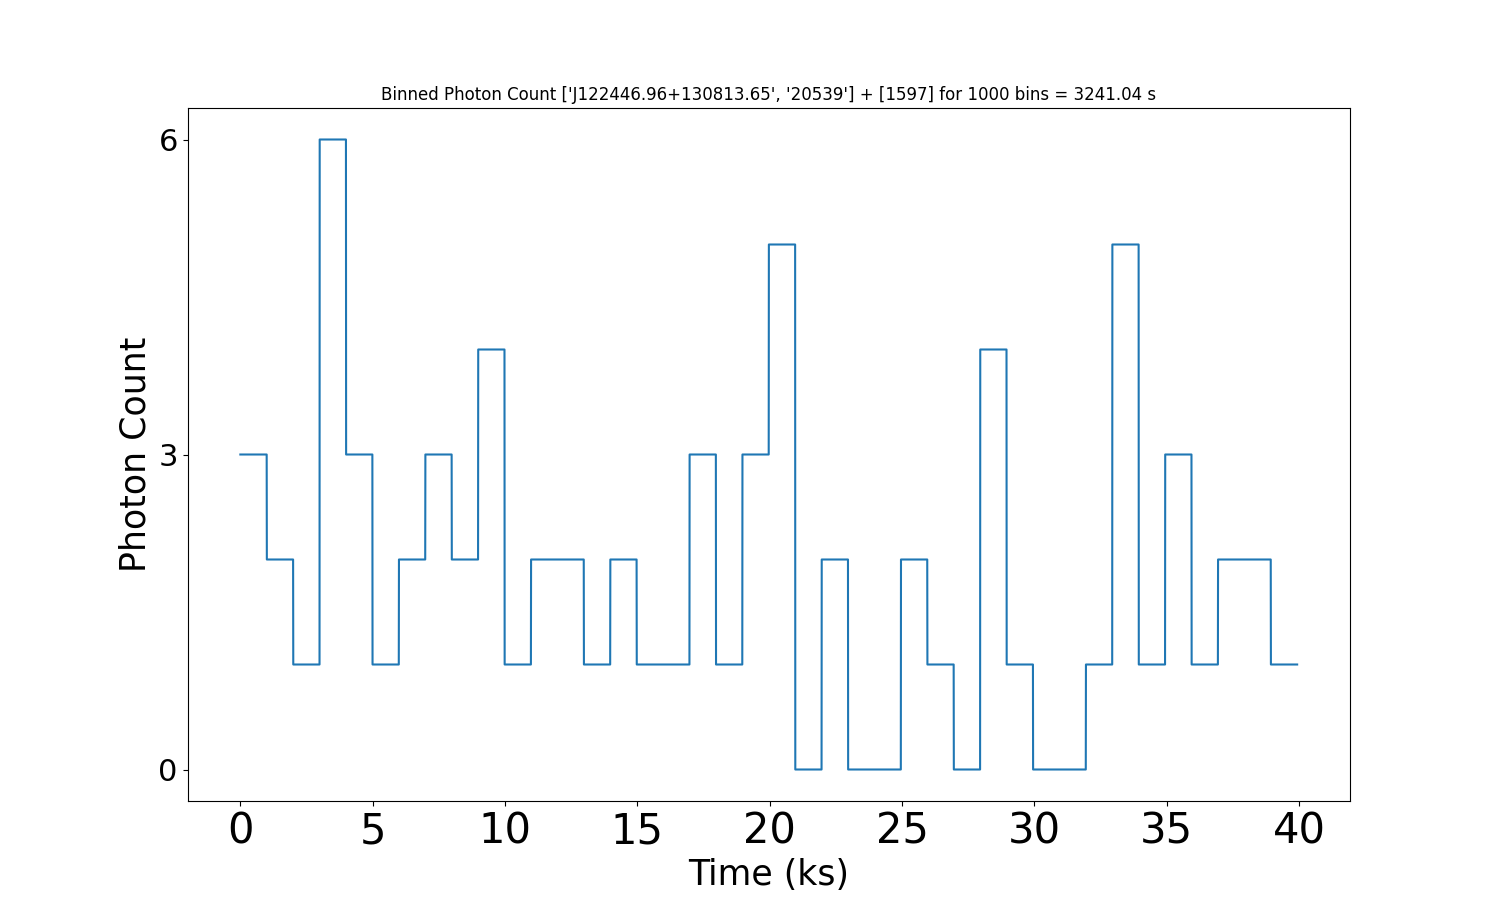 Binned Photon Count ['J122446.96+130813.65', '20539'] + [1597] for 1000 bins = 3241.04 s
6
3
0
Photon Count
0 5 10 15 20 25 30 35 40
Time (ks)